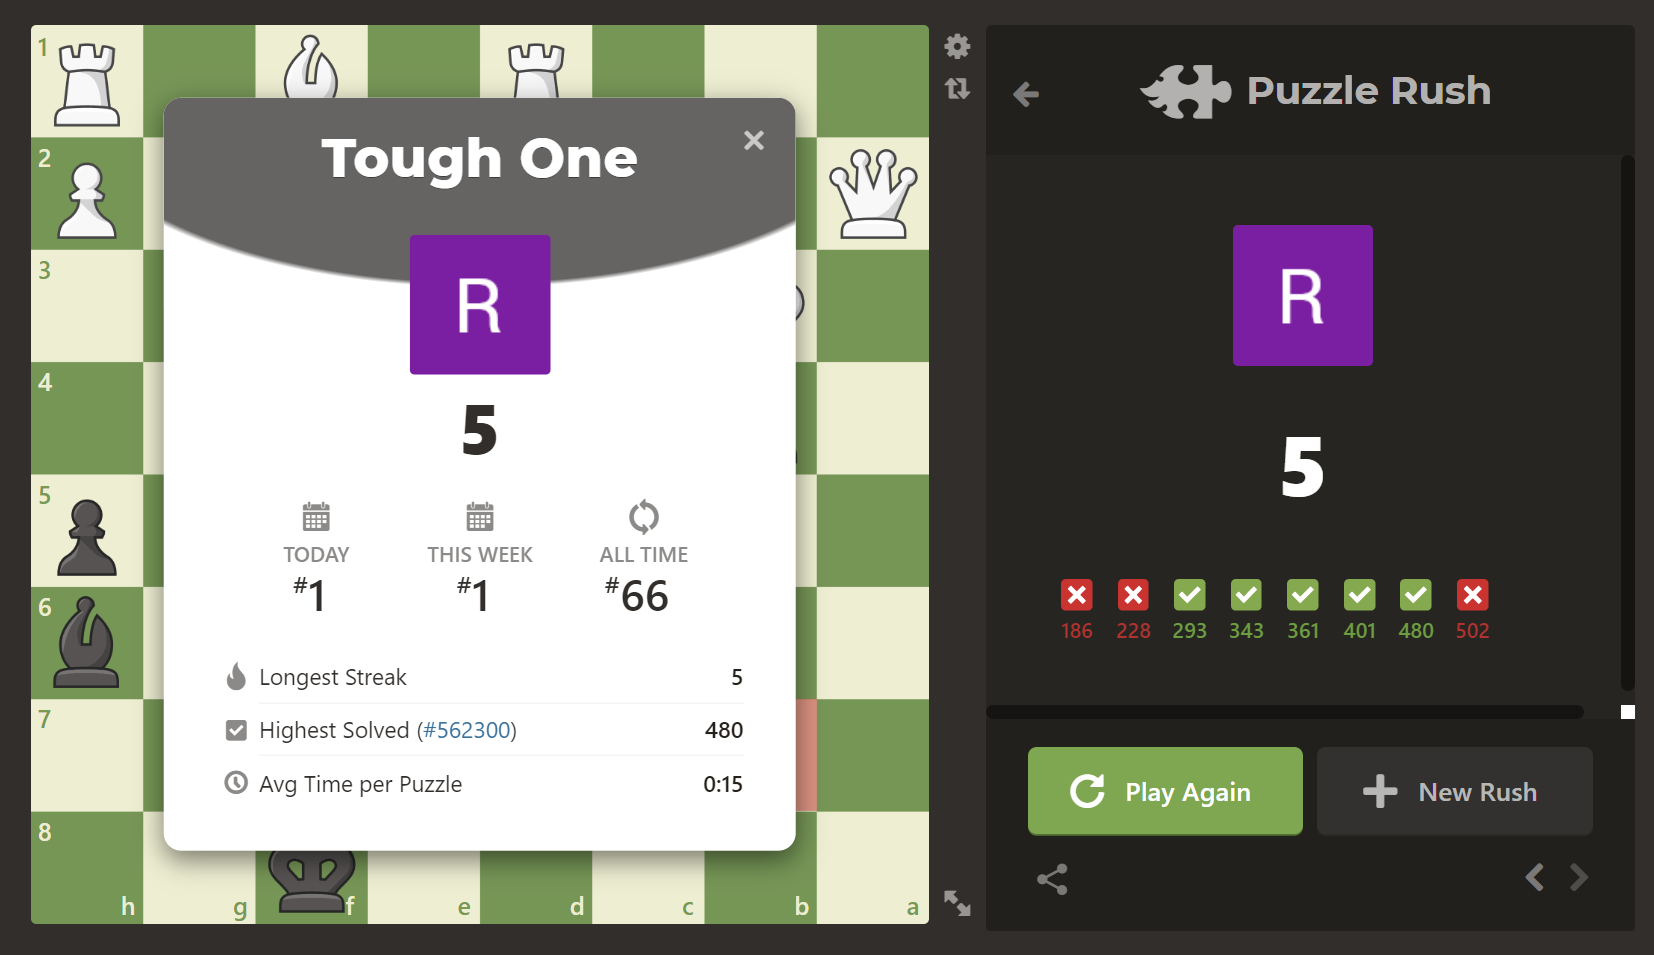 1
2
3
4
5
6
7
8
h
g
f
e
d
c
b
a
Tough One
R
5
TODAY
THIS WEEK
ALL TIME
#1
#1
#66
Longest Streak 5
Highest Solved (#562300) 480
Avg Time per Puzzle 0:15
Puzzle Rush
R
5
186 228 293 343 361 401 480 502
Play Again
New Rush